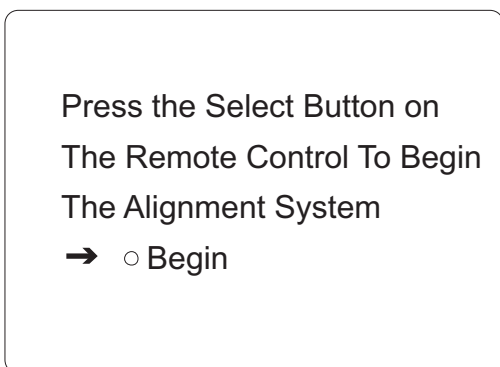 Press the Select Button on
The Remote Control To Begin
The Alignment System
➔ ○ Begin